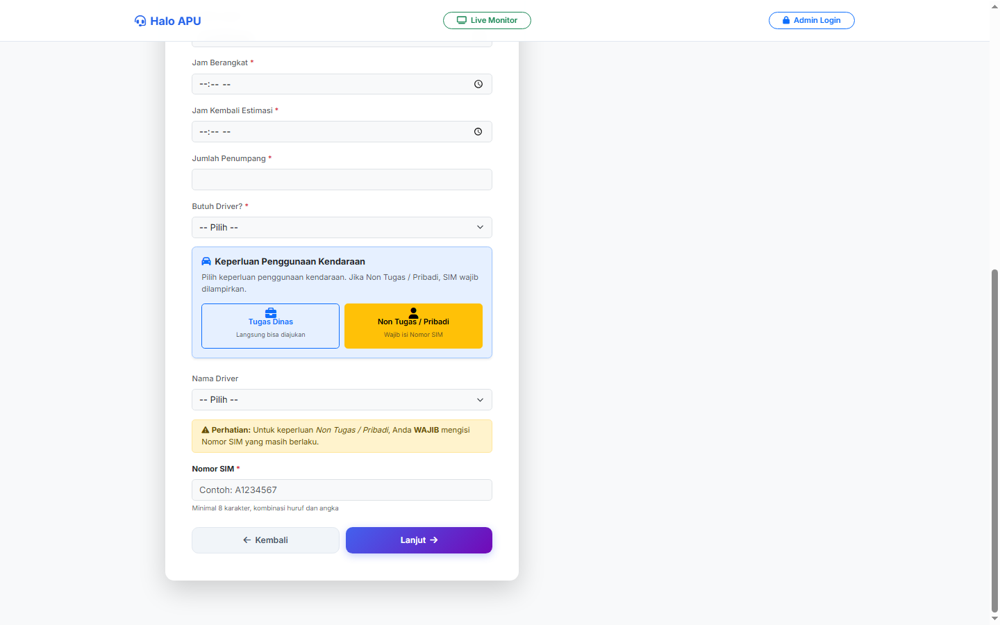 Halo APU
Live Monitor
Admin Login
Jam Berangkat *
--:-- --
Jam Kembali Estimasi *
--:-- --
Jumlah Penumpang *
Butuh Driver? *
-- Pilih --
Keperluan Penggunaan Kendaraan
Pilih keperluan penggunaan kendaraan. Jika Non Tugas / Pribadi, SIM wajib
dilampirkan.
Tugas Dinas
Langsung bisa diajukan
Non Tugas / Pribadi
Wajib isi Nomor SIM
Nama Driver
-- Pilih --
Perhatian: Untuk keperluan Non Tugas / Pribadi, Anda WAJIB mengisi
Nomor SIM yang masih berlaku.
Nomor SIM *
Contoh: A1234567
Minimal 8 karakter, kombinasi huruf dan angka
← Kembali
Lanjut →